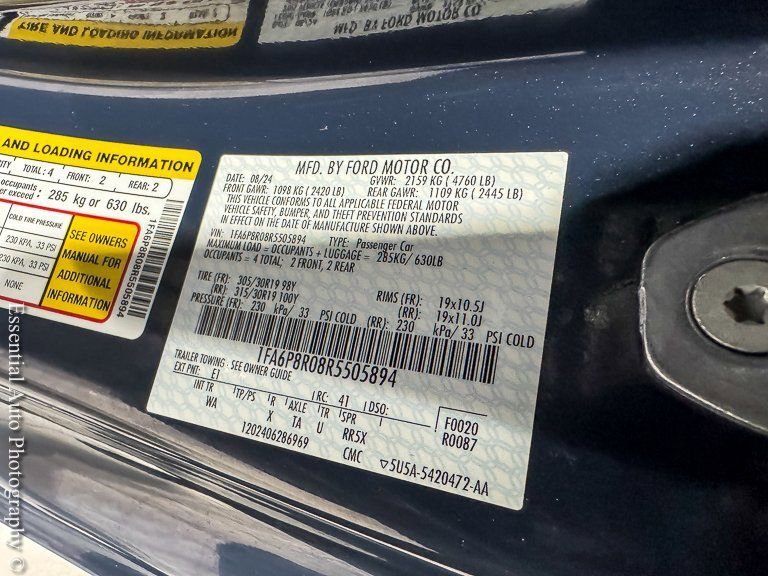 TIRE AND LOADING INFORMATION
MFD. BY FORD MOTOR CO.
AND LOADING INFORMATION
TOTAL: 4 FRONT: 2 REAR: 2
occupants:
exceed: 285 kg or 630 lbs.
COLD TIRE PRESSURE
230 KPA, 33 PSI
230 KPA, 33 PSI
NONE
SEE OWNERS
MANUAL FOR
ADDITIONAL
INFORMATION
1FA6P8R08R5505894
MFD. BY FORD MOTOR CO.
DATE: 08/24 GVWR: 2159 KG ( 4760 LB)
FRONT GAWR: 1098 KG ( 2420 LB) REAR GAWR: 1109 KG ( 2445 LB)
THIS VEHICLE CONFORMS TO ALL APPLICABLE FEDERAL MOTOR
VEHICLE SAFETY, BUMPER, AND THEFT PREVENTION STANDARDS
IN EFFECT ON THE DATE OF MANUFACTURE SHOWN ABOVE.
VIN: 1FA6P8R08R5505894 TYPE: Passenger Car
MAXIMUM LOAD = OCCUPANTS + LUGGAGE = 285KG/ 630LB
OCCUPANTS = 4 TOTAL; 2 FRONT, 2 REAR
TIRE (FR): 305/30R19 98Y RIMS (FR): 19x10.5J
(RR): 315/30R19 100Y (RR): 19x11.0J
PRESSURE (FR): 230 kPa/ 33 PSI COLD (RR): 230 kPa/ 33 PSI COLD
1FA6P8R08R5505894
TRAILER TOWING - SEE OWNER GUIDE
EXT PNT: E1 RC: 41 DSO:
INT TR TP/PS R AXLE TR SPR F0020
WA X TA U RR5X R0087
1202406286969 CMC 5U5A-5420472-AA
Essential Auto Photography ©